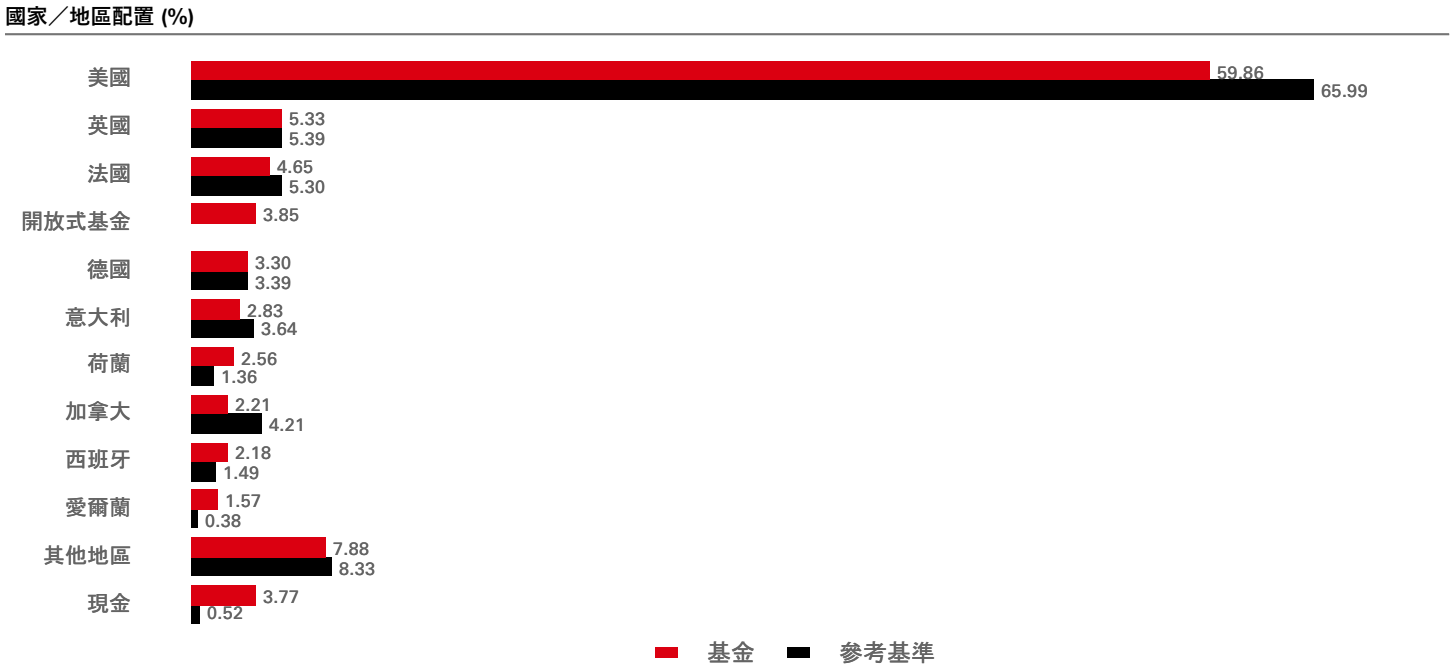 國家／地區配置 (%)
美國
59.86
65.99
英國
5.33
5.39
法國
4.65
5.30
開放式基金
3.85
德國
3.30
3.39
意大利
2.83
3.64
荷蘭
2.56
1.36
加拿大
2.21
4.21
西班牙
2.18
1.49
愛爾蘭
1.57
0.38
其他地區
7.88
8.33
現金
3.77
0.52
基金 參考基準